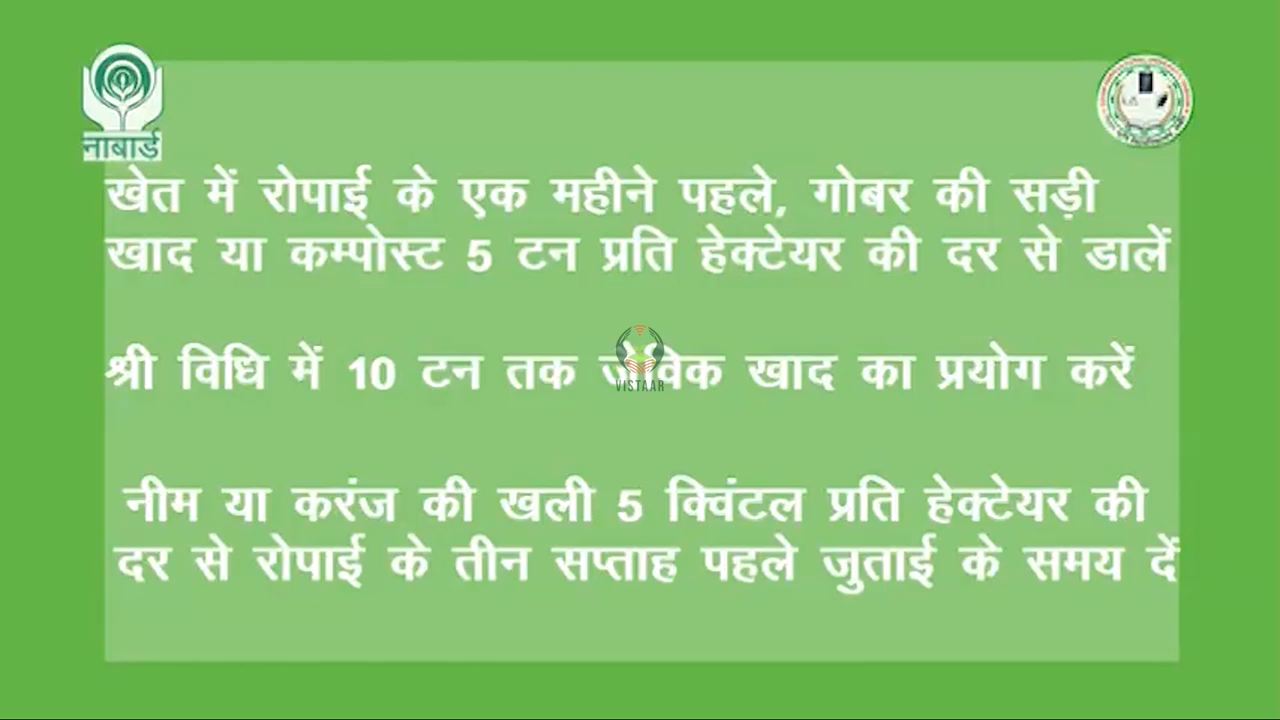 नाबार्ड
खेत में रोपाई के एक महीने पहले, गोबर की सड़ी
खाद या कम्पोस्ट 5 टन प्रति हेक्टेयर की दर से डालें
श्री विधि में 10 टन तक जैविक खाद का प्रयोग करें
VISTAAR
नीम या करंज की खली 5 क्विंटल प्रति हेक्टेयर की
दर से रोपाई के तीन सप्ताह पहले जुताई के समय दें